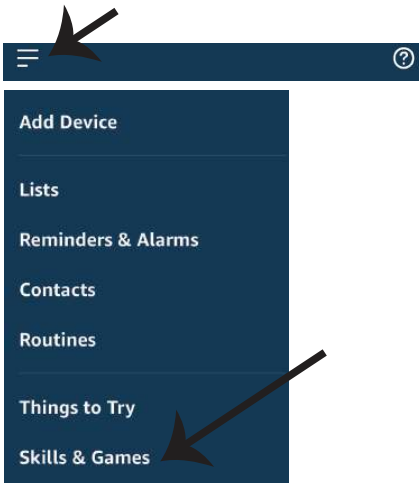 ?
Add Device
Lists
Reminders & Alarms
Contacts
Routines
Things to Try
Skills & Games